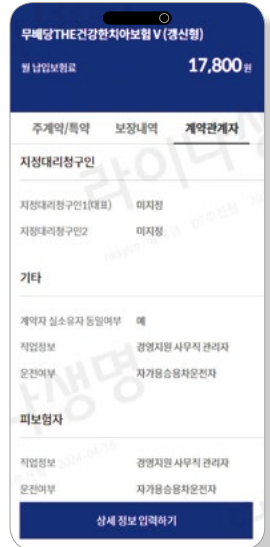 무배당THE건강한치아보험 V (갱신형)
월 납입보험료 17,800 원
주계약/특약 보장내역 계약관계자
지정대리청구인
지정대리청구인1(대표) 미지정
지정대리청구인2 미지정
기타
계약자 실소유자 동일여부 예
직업정보 경영지원 사무직 관리자
운전여부 자가용승용차운전자
피보험자
직업정보 경영지원 사무직 관리자
운전여부 자가용승용차운전자
상세 정보 입력하기